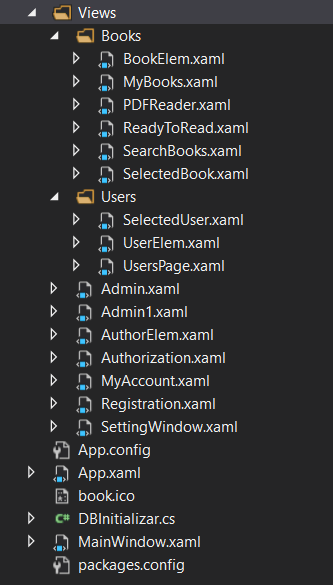 Views
Books
BookElem.xaml
MyBooks.xaml
PDFReader.xaml
ReadyToRead.xaml
SearchBooks.xaml
SelectedBook.xaml
Users
SelectedUser.xaml
UserElem.xaml
UsersPage.xaml
Admin.xaml
Admin1.xaml
AuthorElem.xaml
Authorization.xaml
MyAccount.xaml
Registration.xaml
SettingWindow.xaml
App.config
App.xaml
book.ico
C# DBInitializar.cs
MainWindow.xaml
packages.config